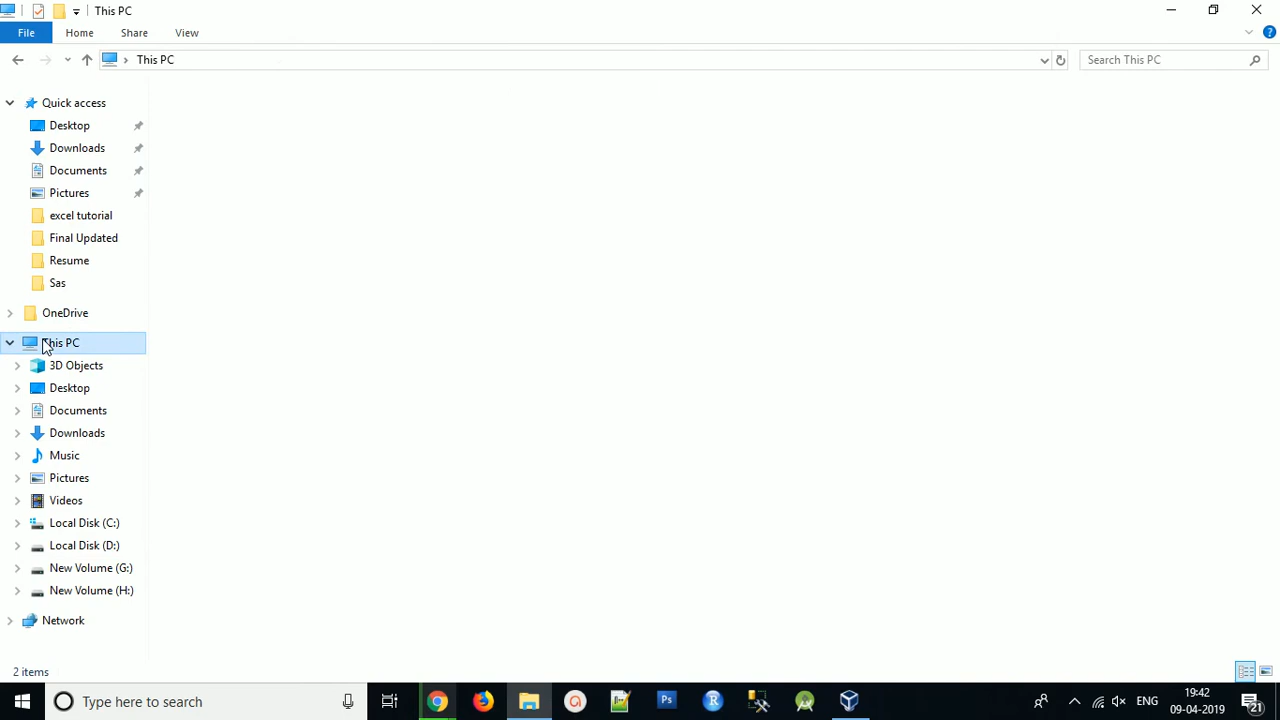 This PC
File Home Share View
This PC
Search This PC
Quick access
Desktop
Downloads
Documents
Pictures
excel tutorial
Final Updated
Resume
Sas
OneDrive
This PC
3D Objects
Desktop
Documents
Downloads
Music
Pictures
Videos
Local Disk (C:)
Local Disk (D:)
New Volume (G:)
New Volume (H:)
Network
2 items
Type here to search
Ps
R
ENG
19:42
09-04-2019
21